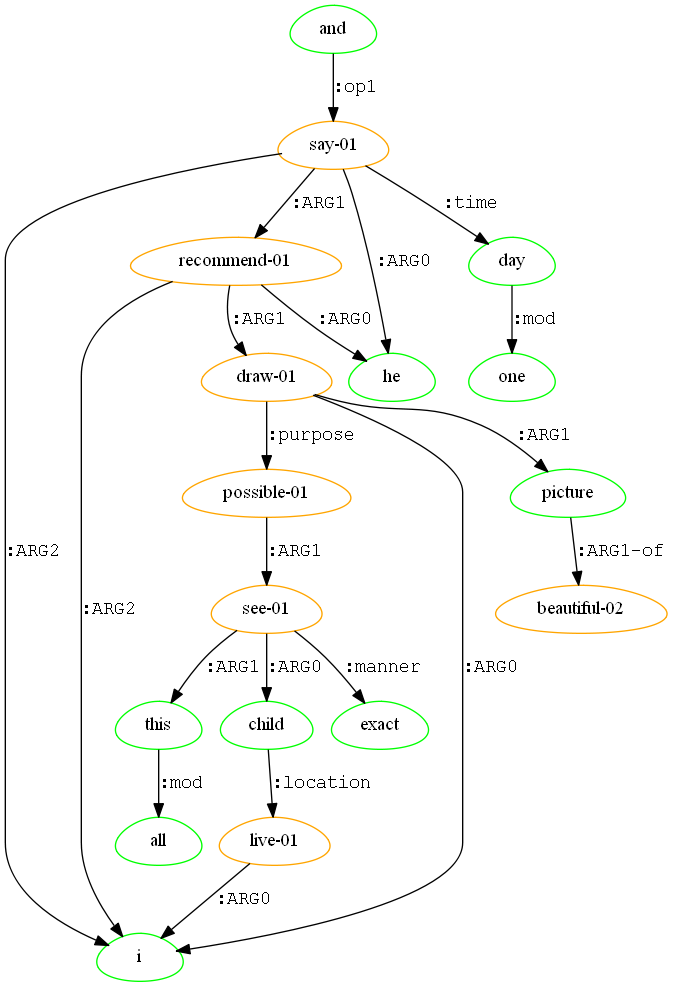 and
:op1
say-01
:ARG1
:time
recommend-01
:ARG0
day
:ARG1
:ARG0
:mod
draw-01
he
one
:purpose
:ARG1
possible-01
picture
:ARG2
:ARG1
:ARG1-of
see-01
beautiful-02
:ARG2
:ARG1
:ARG0
:manner
:ARG0
this
child
exact
:mod
:location
all
live-01
:ARG0
i